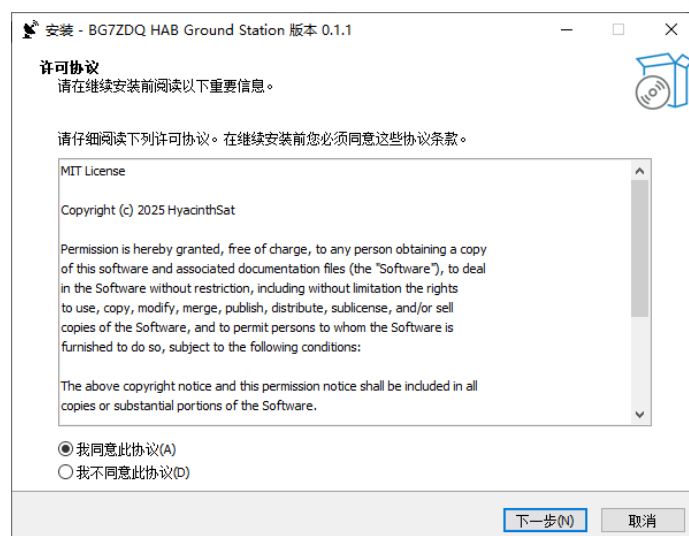 安装 - BG7ZDQ HAB Ground Station 版本 0.1.1
许可协议
请在继续安装前阅读以下重要信息。
请仔细阅读下列许可协议。在继续安装前您必须同意这些协议条款。
MIT License
Copyright (c) 2025 HyacinthSat
Permission is hereby granted, free of charge, to any person obtaining a copy
of this software and associated documentation files (the "Software"), to deal
in the Software without restriction, including without limitation the rights
to use, copy, modify, merge, publish, distribute, sublicense, and/or sell
copies of the Software, and to permit persons to whom the Software is
furnished to do so, subject to the following conditions:
The above copyright notice and this permission notice shall be included in all
copies or substantial portions of the Software.
我同意此协议(A)
我不同意此协议(D)
下一步(N)
取消